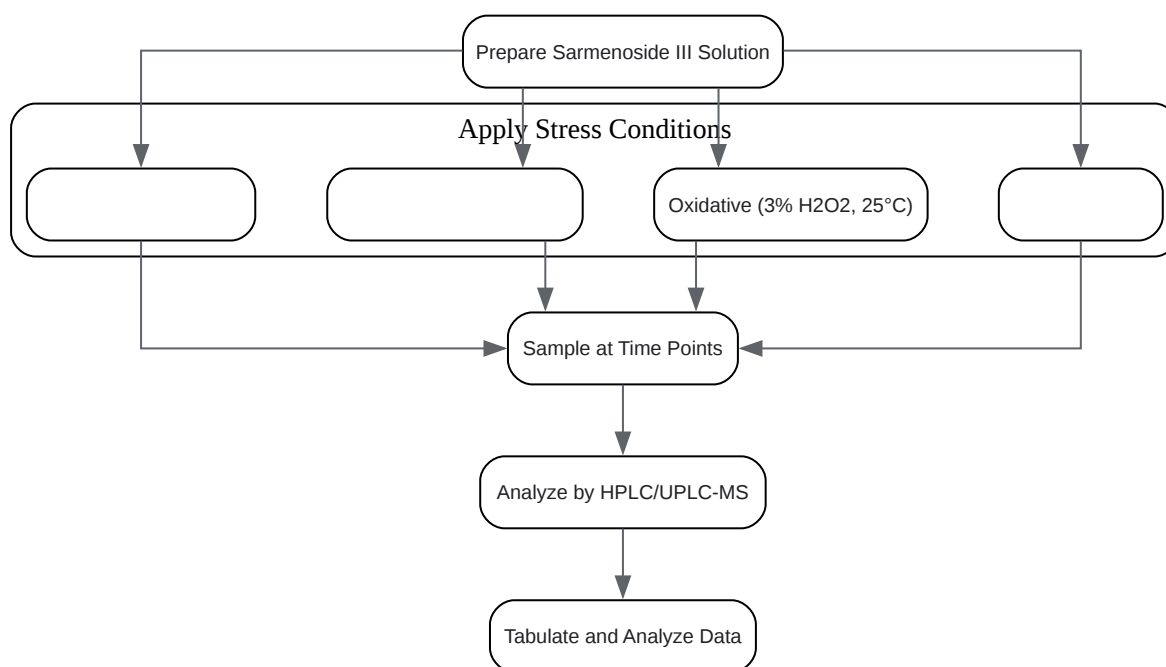 Prepare Sarmenoside III Solution
Apply Stress Conditions
Oxidative (3% H2O2, 25°C)
Sample at Time Points
Analyze by HPLC/UPLC-MS
Tabulate and Analyze Data